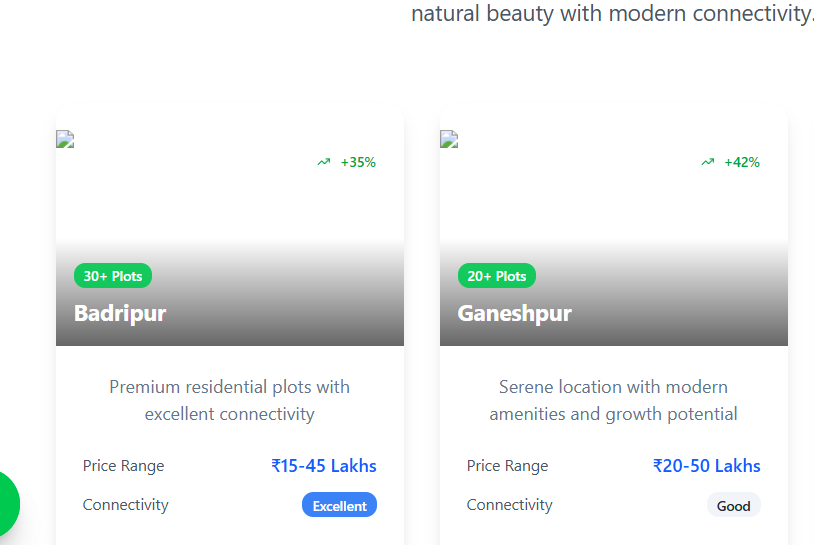 natural beauty with modern connectivity.
+35%
30+ Plots
Badripur
Premium residential plots with
excellent connectivity
Price Range
₹15-45 Lakhs
Connectivity
Excellent
+42%
20+ Plots
Ganeshpur
Serene location with modern
amenities and growth potential
Price Range
₹20-50 Lakhs
Connectivity
Good